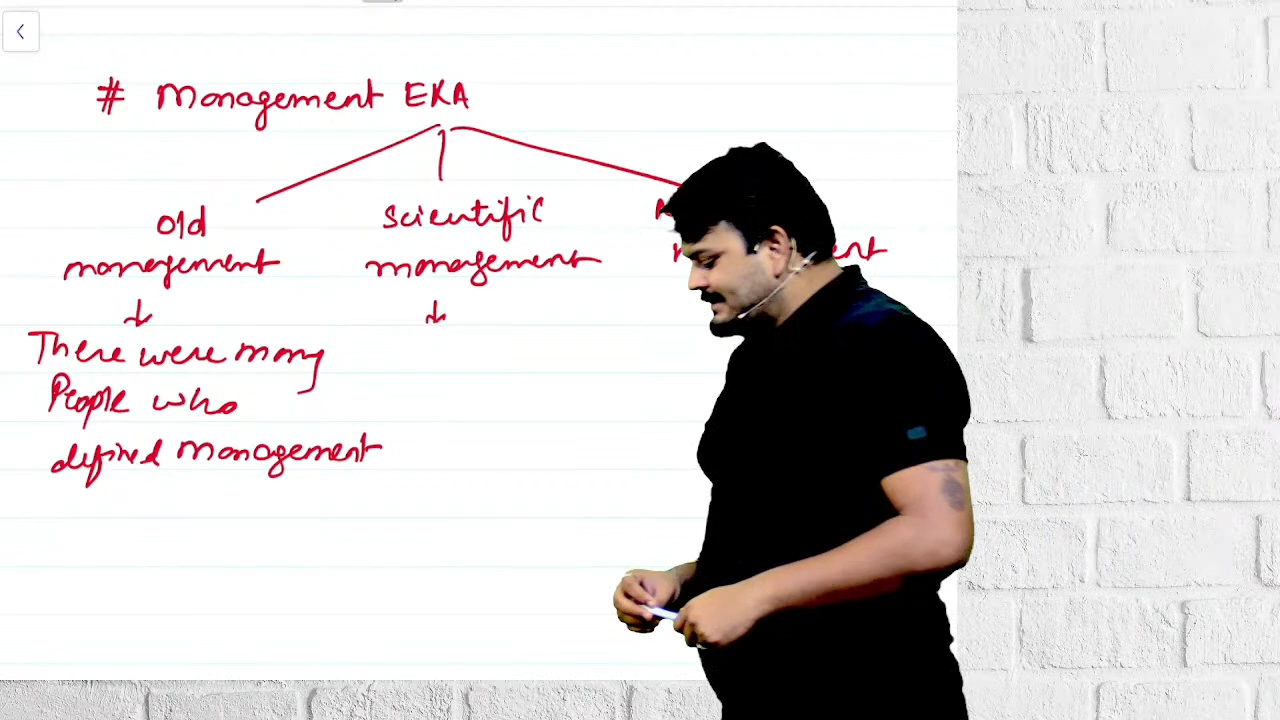 # Management ERA
Old
management
Scientific
management
There were many
People who
defined Management